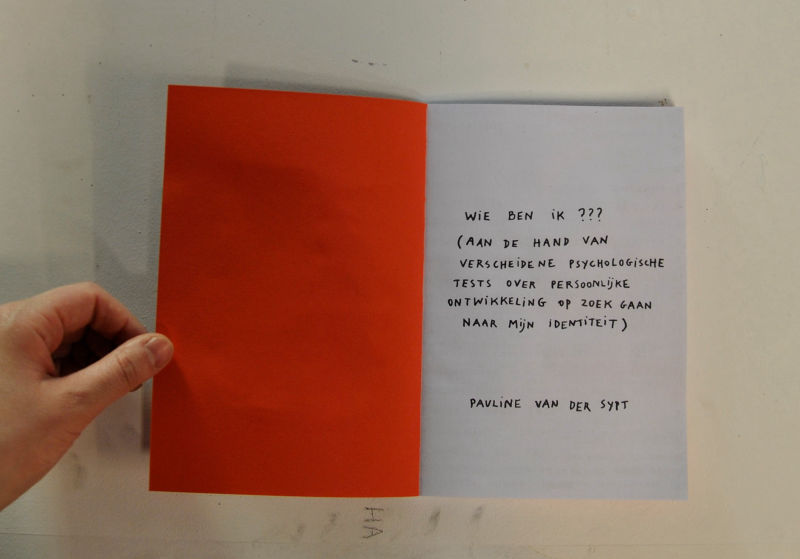 WIE BEN IK ???
(AAN DE HAND VAN
VERSCHEIDENE PSYCHOLOGISCHE
TESTS OVER PERSOONLIJKE
ONTWIKKELING OP ZOEK GAAN
NAAR MIJN IDENTITEIT)
PAULINE VAN DER SYPT
HA